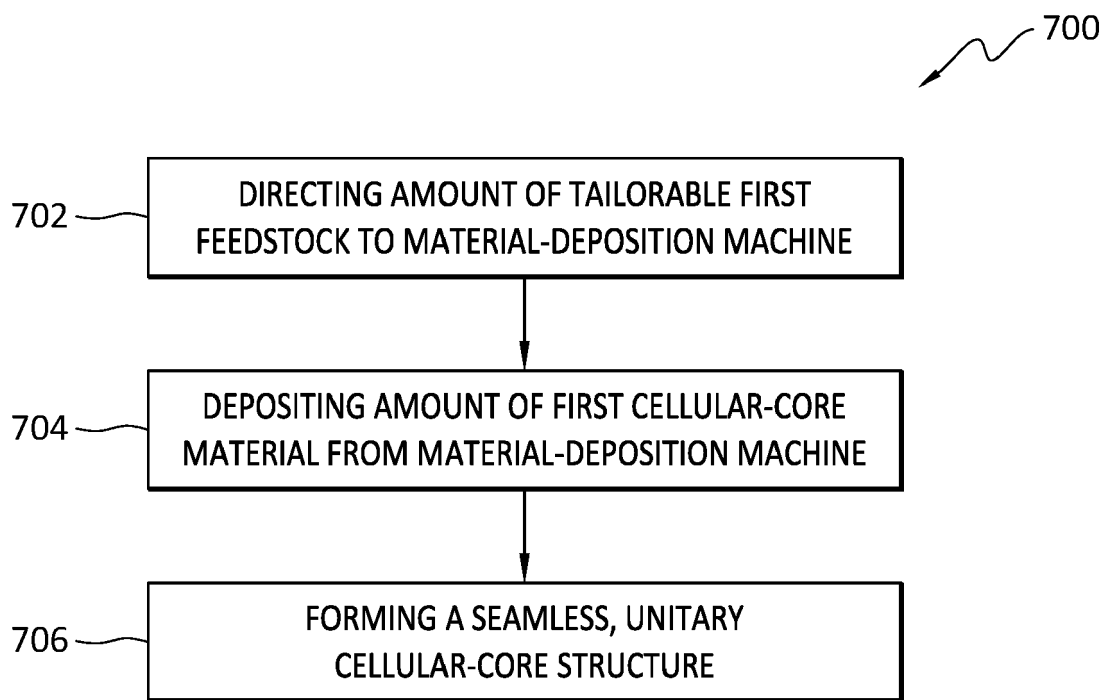 700
702
DIRECTING AMOUNT OF TAILORABLE FIRST
FEEDSTOCK TO MATERIAL-DEPOSITION MACHINE
704
DEPOSITING AMOUNT OF FIRST CELLULAR-CORE
MATERIAL FROM MATERIAL-DEPOSITION MACHINE
706
FORMING A SEAMLESS, UNITARY
CELLULAR-CORE STRUCTURE